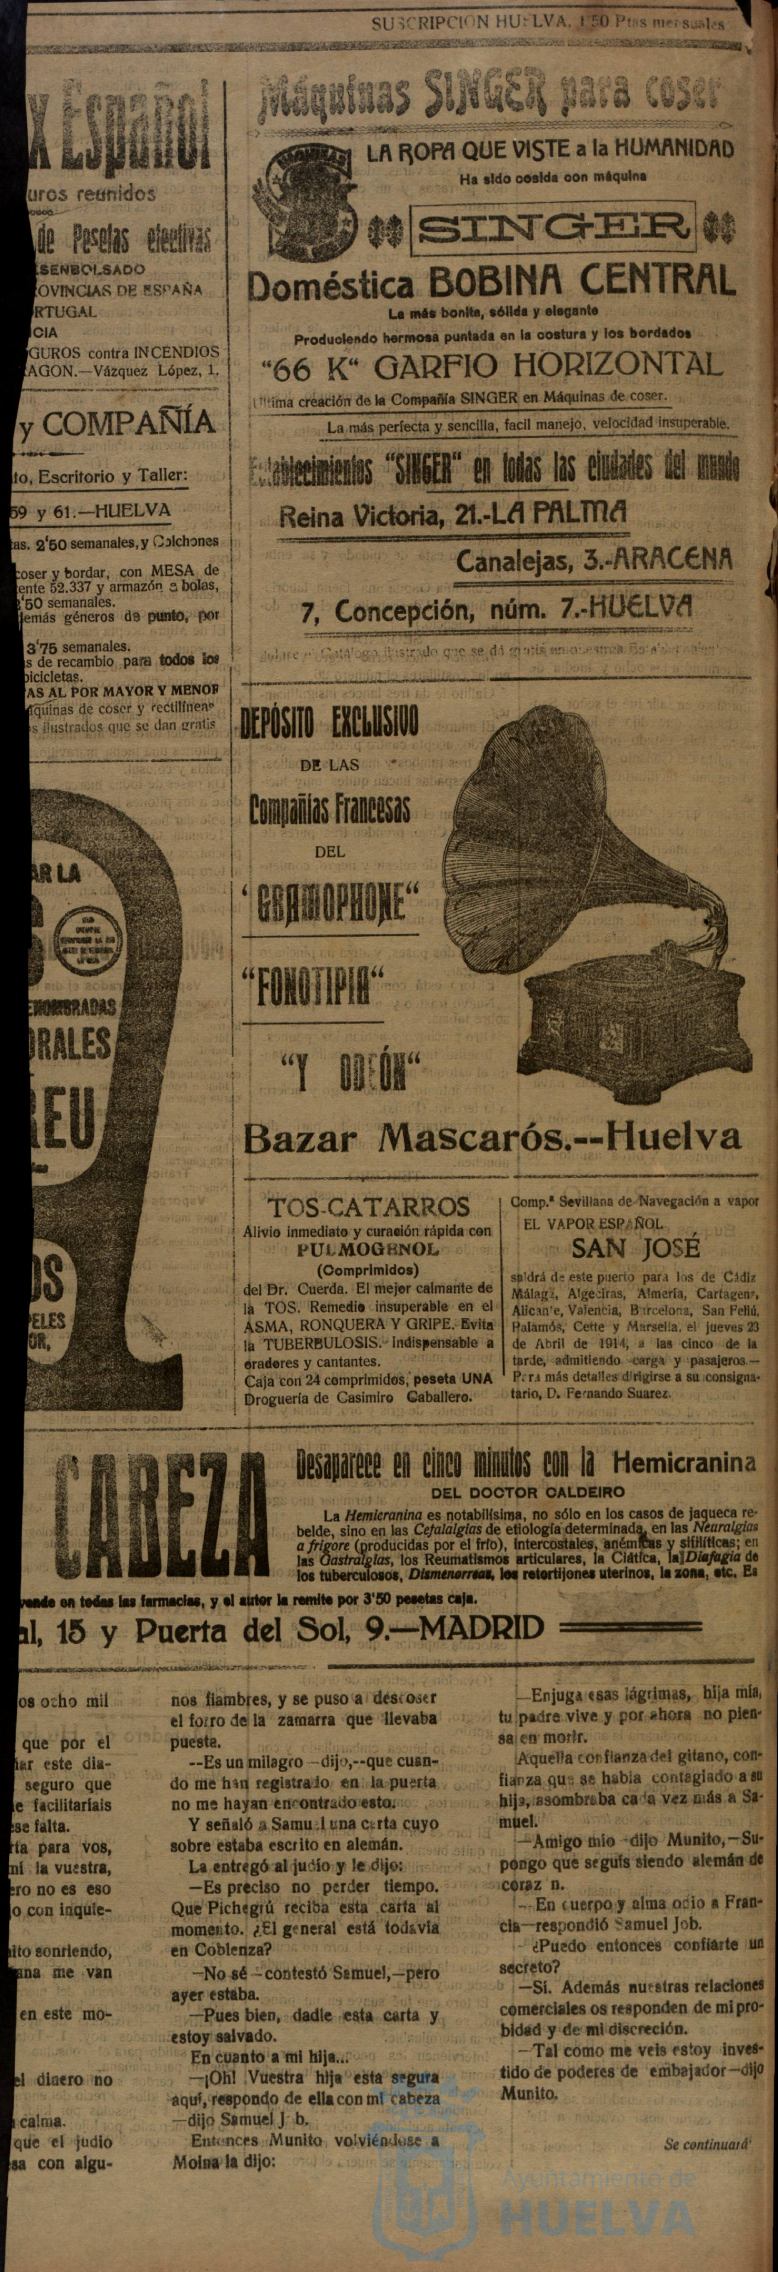 SUSCRIPCION HUELVA, 1'50 Ptas mensuales
x Español
uros reunidos
de Pesetas efectivas
SENBOLSADO
OVINCIAS DE ESPAÑA
RTUGAL
CIA
GUROS contra INCENDIOS
AGON.—Vázquez López, 1.
y COMPAÑÍA
to, Escritorio y Taller:
59 y 61.—HUELVA
as. 2'50 semanales, y Colchones
coser y bordar, con MESA de
ente 52.337 y armazón a bolas,
2'50 semanales.
demás géneros de punto, por
3'75 semanales.
s de recambio para todos los
bicicletas.
AS AL POR MAYOR Y MENOR
áquinas de coser y rectilíneas
s ilustrados que se dan gratis
AR LA
ENOMBRADAS
ORALES
REU
OS
PELES
OR,
Máquinas SINGER para coser
LA ROPA QUE VISTE a la HUMANIDAD
Ha sido cosida con máquina
SINGER
Doméstica BOBINA CENTRAL
La más bonita, sólida y elegante
Produciendo hermosa puntada en la costura y los bordados
"66 K" GARFIO HORIZONTAL
Ultima creación de la Compañía SINGER en Máquinas de coser.
La más perfecta y sencilla, facil manejo, velocidad insuperable.
Establecimientos "SINGER" en todas las ciudades del mundo
Reina Victoria, 21.-LA PALMA
Canalejas, 3.-ARACENA
7, Concepción, núm. 7.-HUELVA
Catálogo ilustrado que se dá gratis
DEPÓSITO EXCLUSIVO
DE LAS
Compañías Francesas
DEL
"GRAMOPHONE"
"FONOTIPIA"
"Y ODEÓN"
Bazar Mascarós.--Huelva
TOS-CATARROS
Alivio inmediato y curación rápida con
PULMOGENOL
(Comprimidos)
del Dr. Cuerda. El mejor calmante de
la TOS. Remedio insuperable en el
ASMA, RONQUERA Y GRIPE. Evita
la TUBERBULOSIS. Indispensable a
oradores y cantantes.
Caja con 24 comprimidos, peseta UNA
Droguería de Casimiro Caballero.
Comp.ª Sevillana de Navegación a vapor
EL VAPOR ESPAÑOL
SAN JOSÉ
saldrá de este puerto para los de Cádiz
Málaga, Algeciras, Almería, Cartagena,
Alicante, Valencia, Barcelona, San Feliú,
Palamós, Cette y Marsella, el jueves 23
de Abril de 1914, a las cinco de la
tarde, admitiendo carga y pasajeros.—
Para más detalles dirigirse a su consigna-
tario, D. Fernando Suarez.
CABEZA
Desaparece en cinco minutos con la Hemicranina
DEL DOCTOR CALDEIRO
La Hemicranina es notabilísima, no sólo en los casos de jaqueca re-
belde, sino en las Cefalalgias de etiología determinada, en las Neuralgias
a frigore (producidas por el frío), intercostales, anémicas y sifilíticas; en
las Gastralgias, los Reumatismos articulares, la Ciática, la Diafagia de
los tuberculosos, Dismenorreas, los retortijones uterinos, la zona, etc. Es
vende en todas las farmacias, y el autor la remite por 3'50 pesetas caja.
al, 15 y Puerta del Sol, 9.—MADRID
os ocho mil
que por el
har este dia-
seguro que
e facilitaríais
ese falta.
rta para vos,
mí la vuestra,
ero no es eso
o con inquie-
nito sonriendo,
ana me van
en este mo-
el dinero no
calma.
que el judio
sa con algu-
nos fiambres, y se puso a descoser
el forro de la zamarra que llevaba
puesta.
--Es un milagro—dijo,--que cuan-
do me han registrado en la puerta
no me hayan encontrado esto.
Y señaló a Samuel una carta cuyo
sobre estaba escrito en alemán.
La entregó al judío y le dijo:
—Es preciso no perder tiempo.
Que Pichegrú reciba esta carta al
momento. ¿El general está todavía
en Coblenza?
—No sé—contestó Samuel,—pero
ayer estaba.
—Pues bien, dadle esta carta y
estoy salvado.
En cuanto a mi hija...
—¡Oh! Vuestra hija esta segura
aquí, respondo de ella con mi cabeza
—dijo Samuel J b.
Entonces Munito volviéndose a
Moina la dijo:
—Enjuga esas lágrimas, hija mía,
tu padre vive y por ahora no pien-
sa en morir.
Aquella confianza del gitano, con-
fianza que se habia contagiado a su
hija, asombraba cada vez más a Sa-
muel.
—Amigo mio—dijo Munito,—Su-
pongo que seguís siendo alemán de
coraz n.
—En cuerpo y alma odio a Fran-
cia—respondió Samuel Job.
¿Puedo entonces confiarte un
secreto?
—Sí. Además nuestras relaciones
comerciales os responden de mi pro-
bidad y de mi discreción.
—Tal como me veis estoy inves-
tido de poderes de embajador—dijo
Munito.
Se continuará
Ayuntamiento de
HUELVA